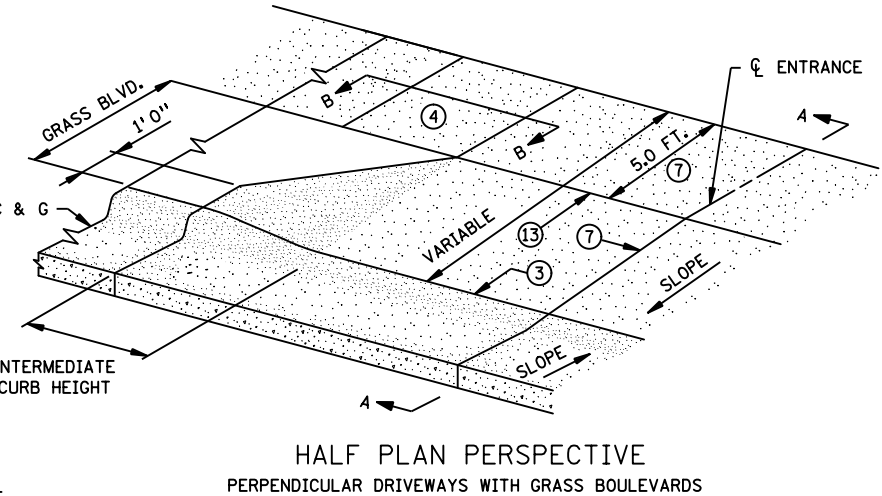 ℄ ENTRANCE
GRASS BLVD.
1' 0"
B
④
B
A
5.0 FT.
⑦
C & G
VARIABLE
⑬
⑦
③
SLOPE
SLOPE
INTERMEDIATE
CURB HEIGHT
A
HALF PLAN PERSPECTIVE
PERPENDICULAR DRIVEWAYS WITH GRASS BOULEVARDS